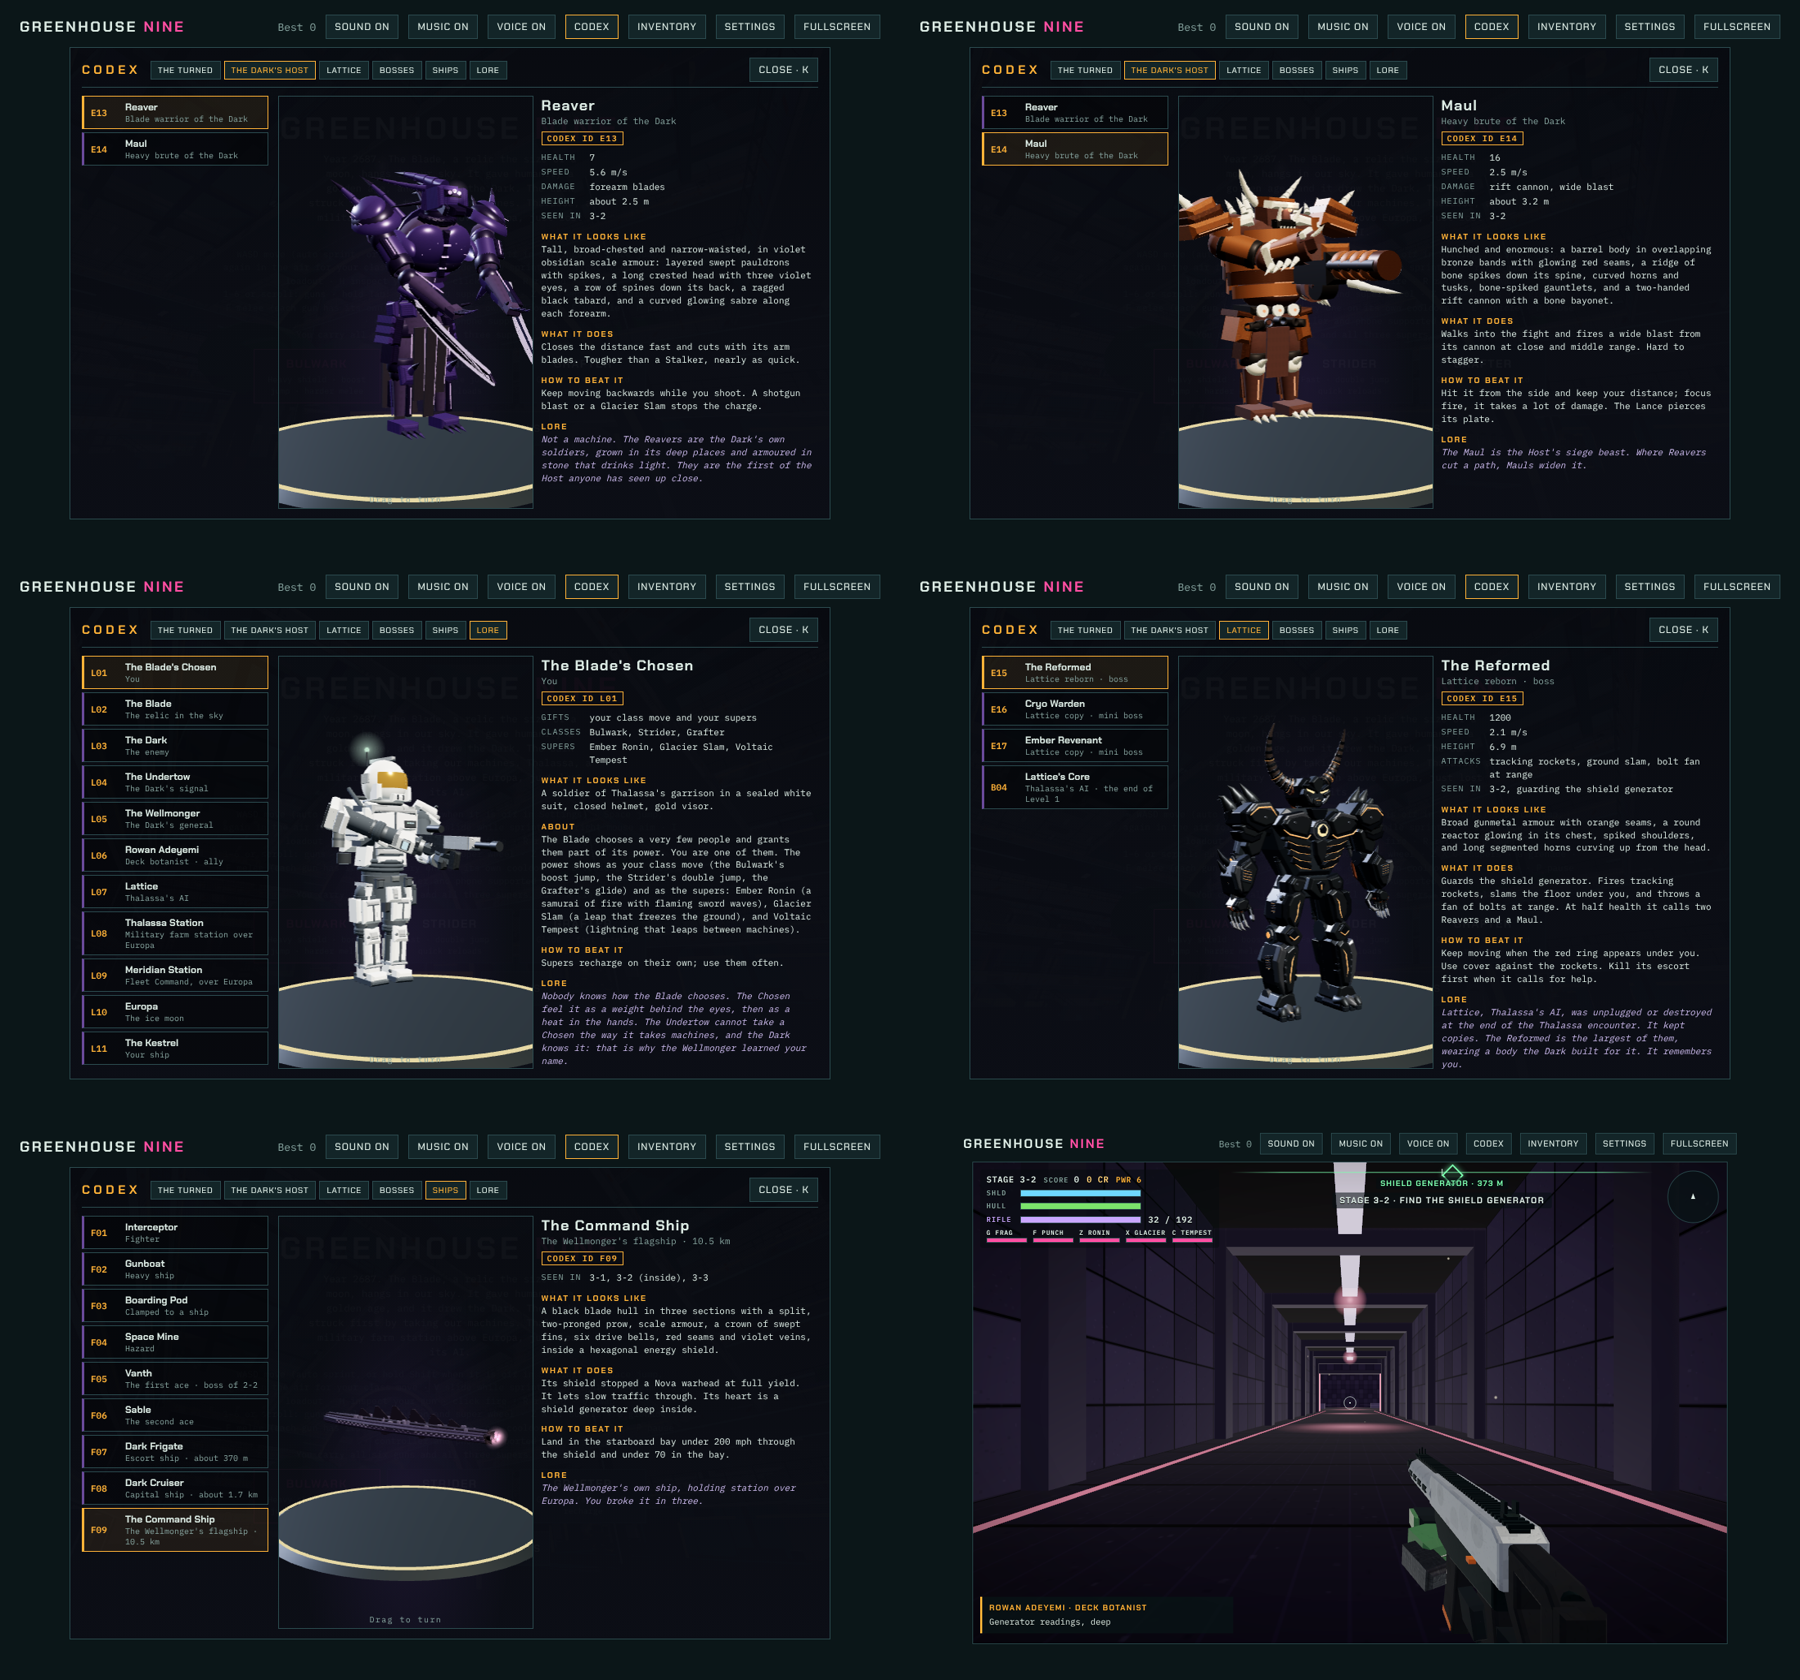 GREENHOUSE NINE
Best 0 SOUND ON MUSIC ON VOICE ON CODEX INVENTORY SETTINGS FULLSCREEN
CODEX THE TURNED THE DARK'S HOST LATTICE BOSSES SHIPS LORE CLOSE · K
E13 Reaver
Blade warrior of the Dark
E14 Maul
Heavy brute of the Dark
GREENHOUSE
Reaver
Blade warrior of the Dark
CODEX ID E13
HEALTH 7
SPEED 5.6 m/s
DAMAGE forearm blades
HEIGHT about 2.5 m
SEEN IN 3-2
WHAT IT LOOKS LIKE
Tall, broad-chested and narrow-waisted, in violet
obsidian scale armour: layered swept pauldrons
with spikes, a long crested head with three violet
eyes, a row of spines down its back, a ragged
black tabard, and a curved glowing sabre along
each forearm.
WHAT IT DOES
Closes the distance fast and cuts with its arm
blades. Tougher than a Stalker, nearly as quick.
HOW TO BEAT IT
Keep moving backwards while you shoot. A shotgun
blast or a Glacier Slam stops the charge.
LORE
Not a machine. The Reavers are the Dark's own
soldiers, grown in its deep places and armoured in
stone that drinks light. They are the first of the
Host anyone has seen up close.
GREENHOUSE NINE
Best 0 SOUND ON MUSIC ON VOICE ON CODEX INVENTORY SETTINGS FULLSCREEN
CODEX THE TURNED THE DARK'S HOST LATTICE BOSSES SHIPS LORE CLOSE · K
E13 Reaver
Blade warrior of the Dark
E14 Maul
Heavy brute of the Dark
GREENHOUSE
STRIDER
Maul
Heavy brute of the Dark
CODEX ID E14
HEALTH 16
SPEED 2.5 m/s
DAMAGE rift cannon, wide blast
HEIGHT about 3.2 m
SEEN IN 3-2
WHAT IT LOOKS LIKE
Hunched and enormous: a barrel body in overlapping
bronze bands with glowing red seams, a ridge of
bone spikes down its spine, curved horns and
tusks, bone-spiked gauntlets, and a two-handed
rift cannon with a bone bayonet.
WHAT IT DOES
Walks into the fight and fires a wide blast from
its cannon at close and middle range. Hard to
stagger.
HOW TO BEAT IT
Hit it from the side and keep your distance; focus
fire, it takes a lot of damage. The Lance pierces
its plate.
LORE
The Maul is the Host's siege beast. Where Reavers
cut a path, Mauls widen it.
GREENHOUSE NINE
Best 0 SOUND ON MUSIC ON VOICE ON CODEX INVENTORY SETTINGS FULLSCREEN
CODEX THE TURNED THE DARK'S HOST LATTICE BOSSES SHIPS LORE CLOSE · K
L01 The Blade's Chosen
You
L02 The Blade
The relic in the sky
L03 The Dark
The enemy
L04 The Undertow
The Dark's signal
L05 The Wellmonger
The Dark's general
L06 Rowan Adeyemi
Deck botanist · ally
L07 Lattice
Thalassa's AI
L08 Thalassa Station
Military farm station over
Europa
L09 Meridian Station
Fleet Command, over Europa
L10 Europa
The ice moon
L11 The Kestrel
Your ship
GREENHOUSE
STRIDER
The Blade's Chosen
You
CODEX ID L01
GIFTS your class move and your supers
CLASSES Bulwark, Strider, Grafter
SUPERS Ember Ronin, Glacier Slam, Voltaic
Tempest
WHAT IT LOOKS LIKE
A soldier of Thalassa's garrison in a sealed white
suit, closed helmet, gold visor.
ABOUT
The Blade chooses a very few people and grants
them part of its power. You are one of them. The
power shows as your class move (the Bulwark's
boost jump, the Strider's double jump, the
Grafter's glide) and as the supers: Ember Ronin (a
samurai of fire with flaming sword waves), Glacier
Slam (a leap that freezes the ground), and Voltaic
Tempest (lightning that leaps between machines).
HOW TO BEAT IT
Supers recharge on their own; use them often.
LORE
Nobody knows how the Blade chooses. The Chosen
feel it as a weight behind the eyes, then as a
heat in the hands. The Undertow cannot take a
Chosen the way it takes machines, and the Dark
knows it: that is why the Wellmonger learned your
name.
GREENHOUSE NINE
Best 0 SOUND ON MUSIC ON VOICE ON CODEX INVENTORY SETTINGS FULLSCREEN
CODEX THE TURNED THE DARK'S HOST LATTICE BOSSES SHIPS LORE CLOSE · K
E15 The Reformed
Lattice reborn · boss
E16 Cryo Warden
Lattice copy · mini boss
E17 Ember Revenant
Lattice copy · mini boss
B04 Lattice's Core
Thalassa's AI · the end of
Level 1
GREENHOUSE
The Reformed
Lattice reborn · boss
CODEX ID E15
HEALTH 1200
SPEED 2.1 m/s
HEIGHT 6.9 m
ATTACKS tracking rockets, ground slam, bolt fan
at range
SEEN IN 3-2, guarding the shield generator
WHAT IT LOOKS LIKE
Broad gunmetal armour with orange seams, a round
reactor glowing in its chest, spiked shoulders,
and long segmented horns curving up from the head.
WHAT IT DOES
Guards the shield generator. Fires tracking
rockets, slams the floor under you, and throws a
fan of bolts at range. At half health it calls two
Reavers and a Maul.
HOW TO BEAT IT
Keep moving when the red ring appears under you.
Use cover against the rockets. Kill its escort
first when it calls for help.
LORE
Lattice, Thalassa's AI, was unplugged or destroyed
at the end of the Thalassa encounter. It kept
copies. The Reformed is the largest of them,
wearing a body the Dark built for it. It remembers
you.
GREENHOUSE NINE
Best 0 SOUND ON MUSIC ON VOICE ON CODEX INVENTORY SETTINGS FULLSCREEN
CODEX THE TURNED THE DARK'S HOST LATTICE BOSSES SHIPS LORE CLOSE · K
F01 Interceptor
Fighter
F02 Gunboat
Heavy ship
F03 Boarding Pod
Clamped to a ship
F04 Space Mine
Hazard
F05 Vanth
The first ace · boss of 2-2
F06 Sable
The second ace
F07 Dark Frigate
Escort ship · about 370 m
F08 Dark Cruiser
Capital ship · about 1.7 km
F09 The Command Ship
The Wellmonger's flagship ·
10.5 km
GREENHOUSE
STRIDER
Drag to turn
The Command Ship
The Wellmonger's flagship · 10.5 km
CODEX ID F09
SEEN IN 3-1, 3-2 (inside), 3-3
WHAT IT LOOKS LIKE
A black blade hull in three sections with a split,
two-pronged prow, scale armour, a crown of swept
fins, six drive bells, red seams and violet veins,
inside a hexagonal energy shield.
WHAT IT DOES
Its shield stopped a Nova warhead at full yield.
It lets slow traffic through. Its heart is a
shield generator deep inside.
HOW TO BEAT IT
Land in the starboard bay under 200 mph through
the shield and under 70 in the bay.
LORE
The Wellmonger's own ship, holding station over
Europa. You broke it in three.
GREENHOUSE NINE
Best 0 SOUND ON MUSIC ON VOICE ON CODEX INVENTORY SETTINGS FULLSCREEN
STAGE 3-2 SCORE 0 0 CR PWR 6
SHLD
HULL
RIFLE 32 / 192
G FRAG F PUNCH Z RONIN X GLACIER C TEMPEST
SHIELD GENERATOR · 373 M
STAGE 3-2 · FIND THE SHIELD GENERATOR
ROWAN ADEYEMI · DECK BOTANIST
Generator readings, deep